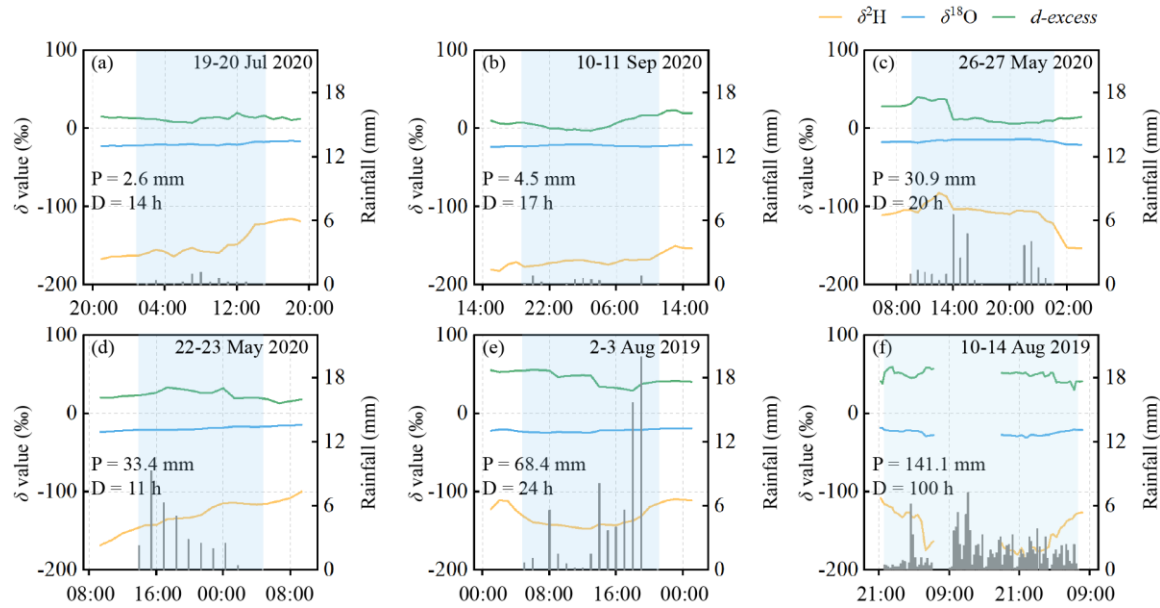 δ²H δ¹⁸O d-excess
(a) 19-20 Jul 2020
100
0
-100
-200
δ value (‰)
P = 2.6 mm
D = 14 h
18
12
6
0
Rainfall (mm)
20:00 04:00 12:00 20:00
(b) 10-11 Sep 2020
100
0
-100
-200
δ value (‰)
P = 4.5 mm
D = 17 h
18
12
6
0
Rainfall (mm)
14:00 22:00 06:00 14:00
(c) 26-27 May 2020
100
0
-100
-200
δ value (‰)
P = 30.9 mm
D = 20 h
18
12
6
0
Rainfall (mm)
08:00 14:00 20:00 02:00
(d) 22-23 May 2020
100
0
-100
-200
δ value (‰)
P = 33.4 mm
D = 11 h
18
12
6
0
Rainfall (mm)
08:00 16:00 00:00 08:00
(e) 2-3 Aug 2019
100
0
-100
-200
δ value (‰)
P = 68.4 mm
D = 24 h
18
12
6
0
Rainfall (mm)
00:00 08:00 16:00 00:00
(f) 10-14 Aug 2019
100
0
-100
-200
δ value (‰)
P = 141.1 mm
D = 100 h
18
12
6
0
Rainfall (mm)
21:00 09:00 21:00 09:00